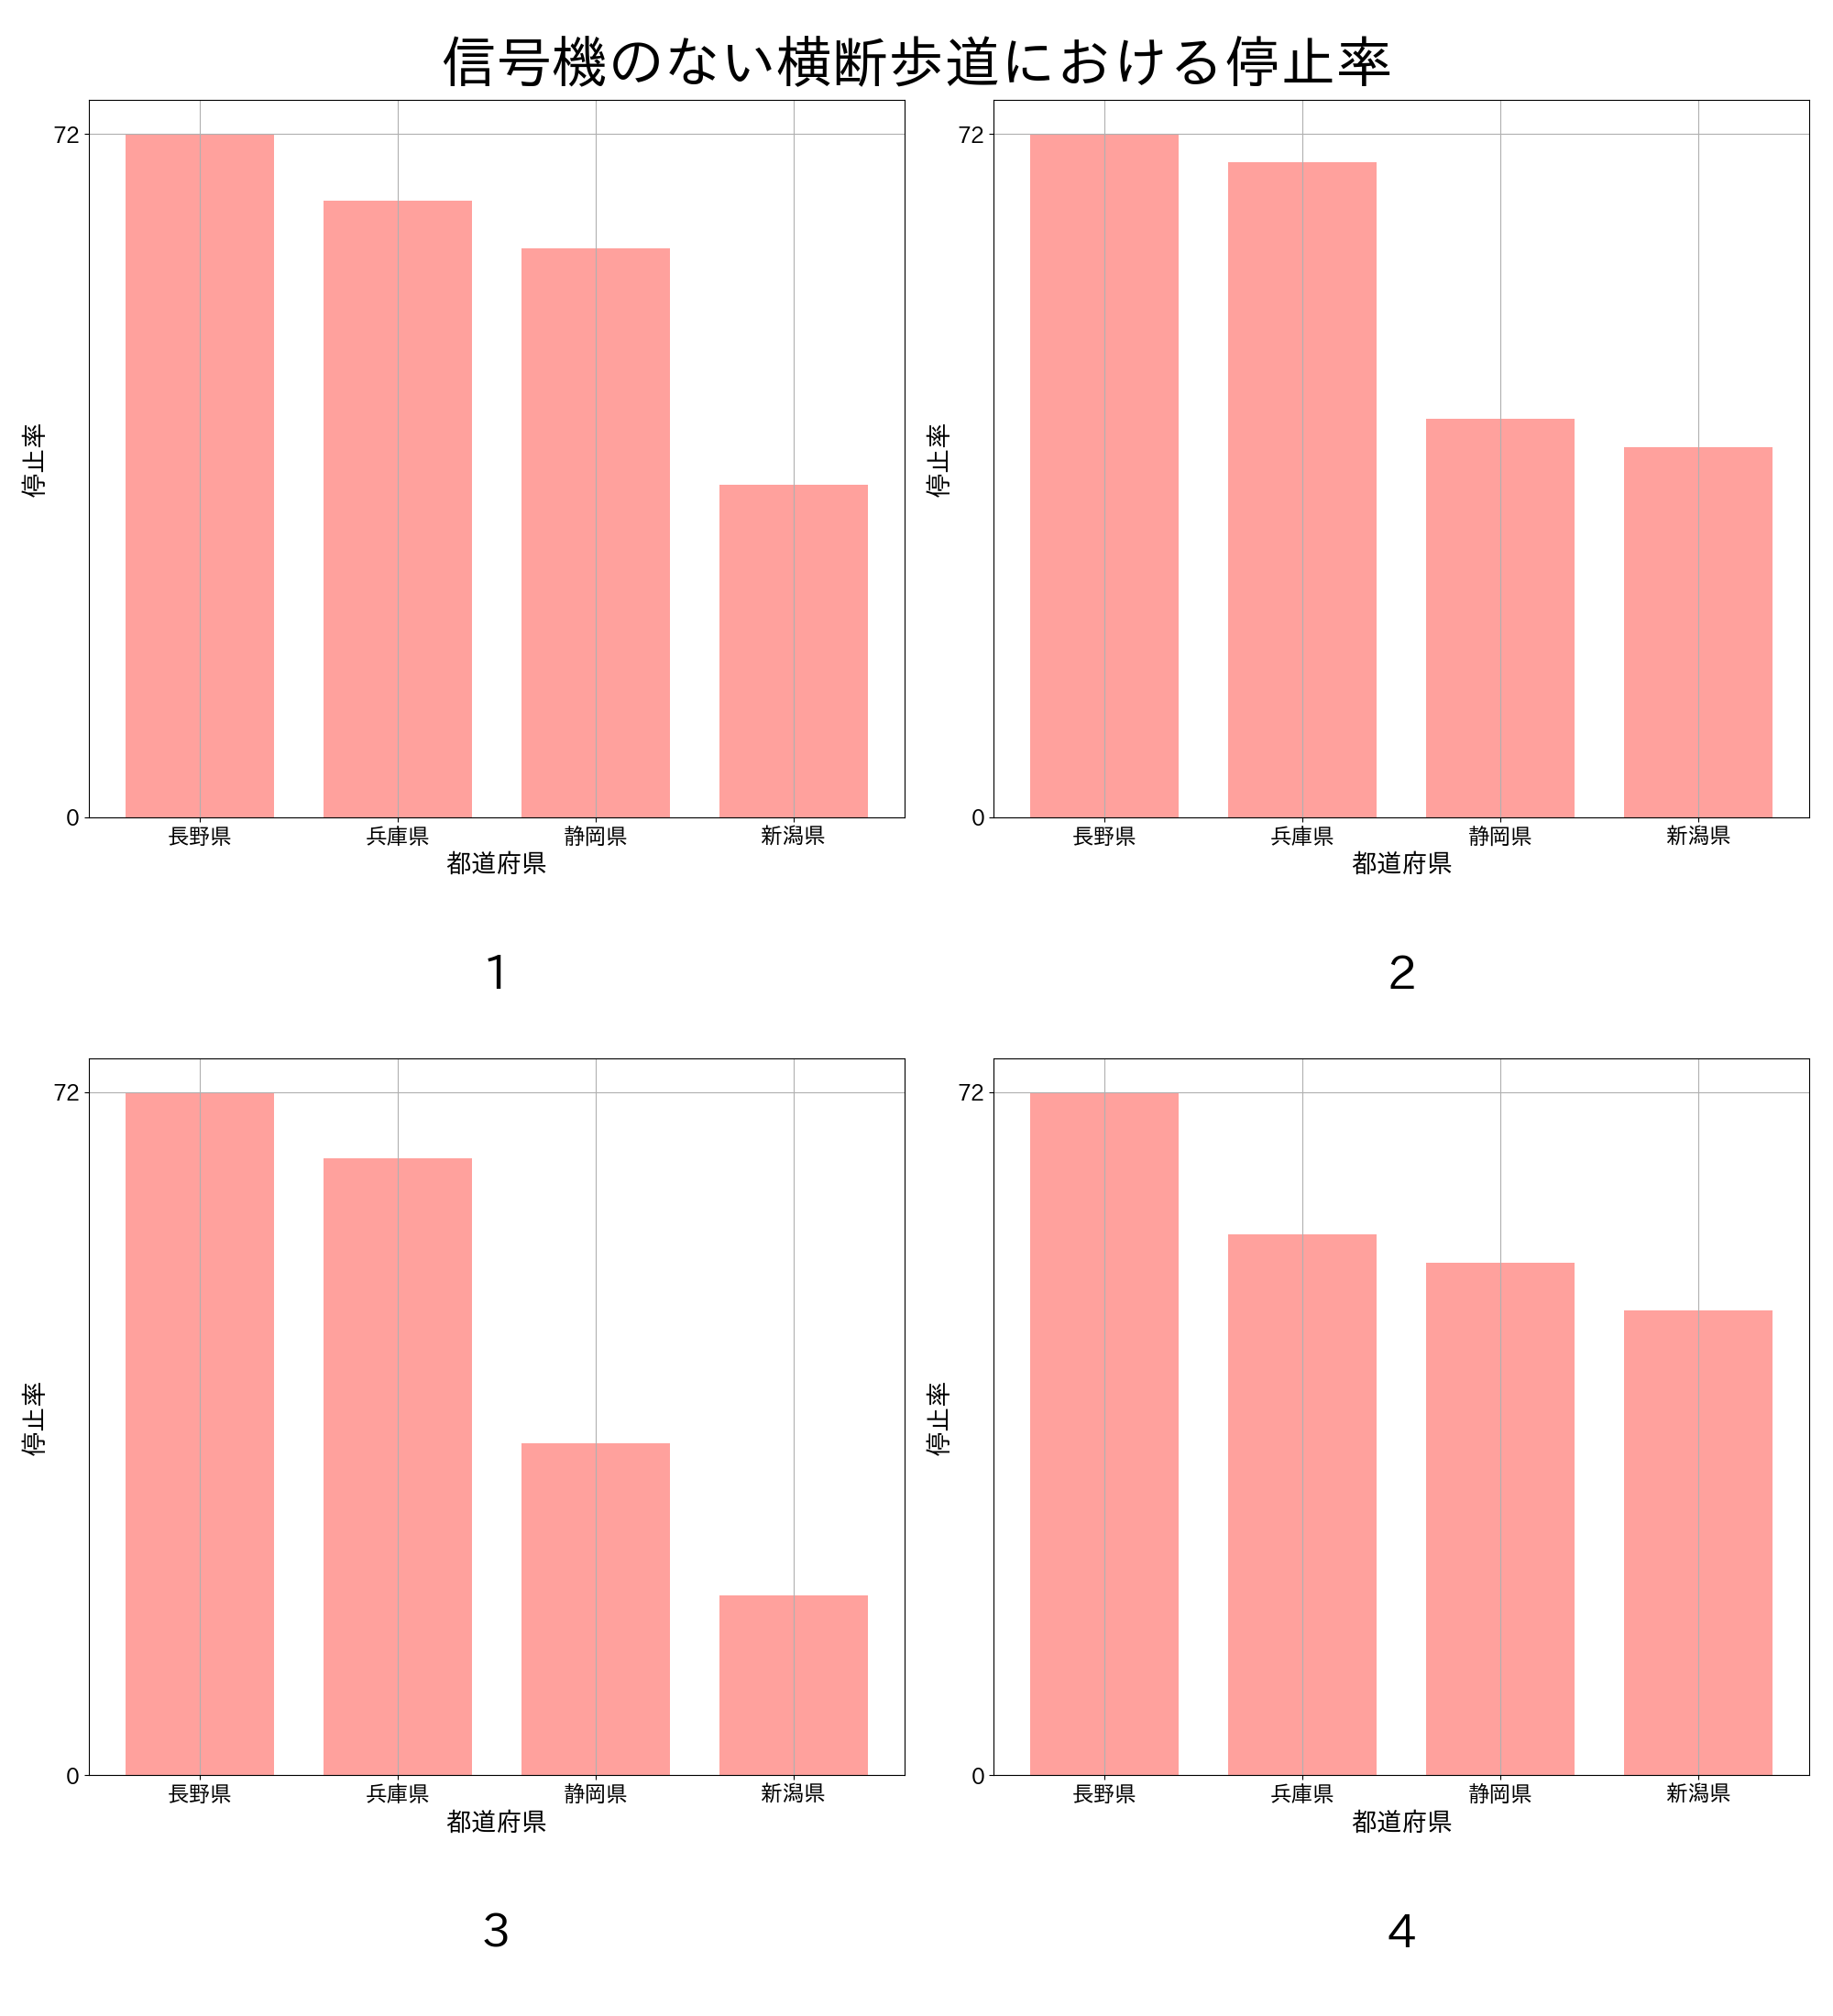 信号機のない横断歩道における停止率
72
0
停止率
長野県 兵庫県 静岡県 新潟県
都道府県
1
72
0
停止率
長野県 兵庫県 静岡県 新潟県
都道府県
2
72
0
停止率
長野県 兵庫県 静岡県 新潟県
都道府県
3
72
0
停止率
長野県 兵庫県 静岡県 新潟県
都道府県
4